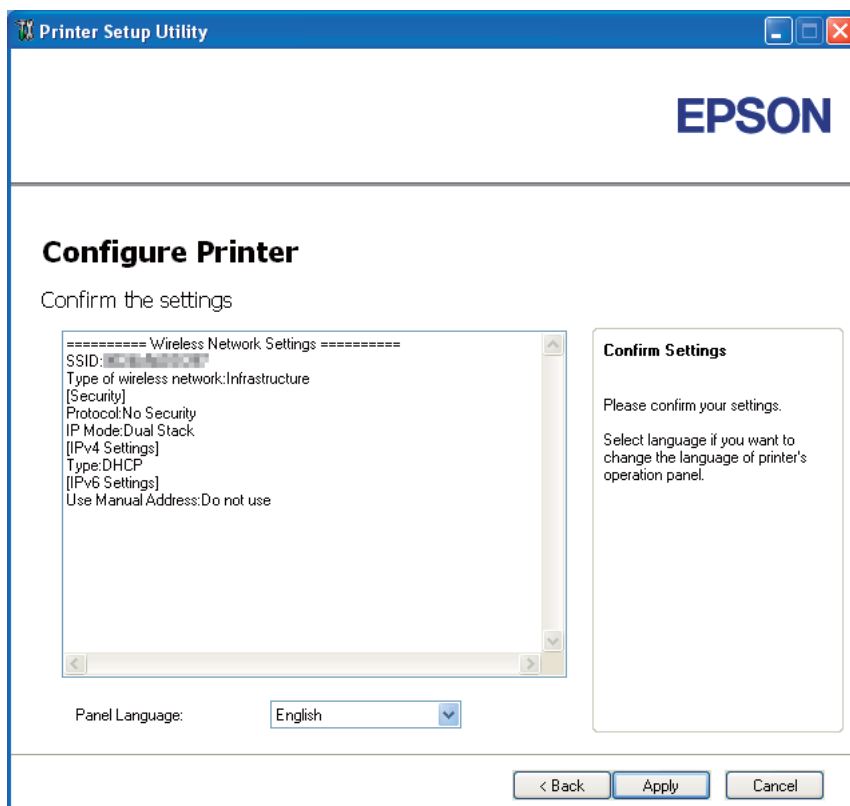 Printer Setup Utility
EPSON
Configure Printer
Confirm the settings
========== Wireless Network Settings ==========
SSID:
Type of wireless network:Infrastructure
[Security]
Protocol:No Security
IP Mode:Dual Stack
[IPv4 Settings]
Type:DHCP
[IPv6 Settings]
Use Manual Address:Do not use
Confirm Settings
Please confirm your settings.
Select language if you want to
change the language of printer's
operation panel.
Panel Language:
English
< Back
Apply
Cancel